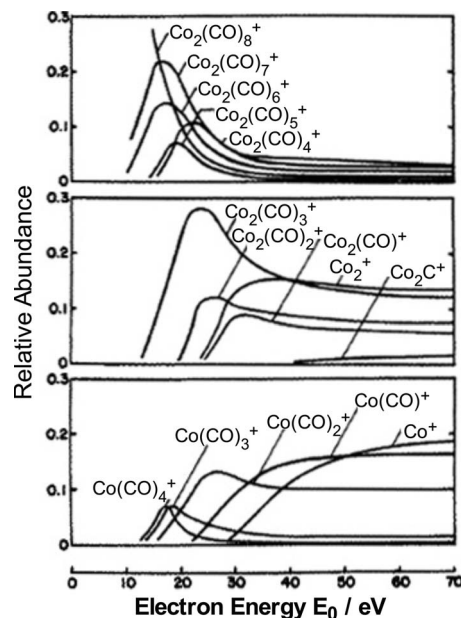 0.3
Co₂(CO)₈⁺
Co₂(CO)₇⁺
0.2
Co₂(CO)₆⁺
Co₂(CO)₅⁺
0.1
Co₂(CO)₄⁺
0
0.3
Co₂(CO)₃⁺
Co₂(CO)₂⁺
Co₂(CO)⁺
0.2
Co₂⁺
Co₂C⁺
0.1
0
Relative Abundance
0.3
Co(CO)⁺
Co(CO)₂⁺
Co⁺
0.2
Co(CO)₃⁺
Co(CO)₄⁺
0.1
0
0 10 20 30 40 50 60 70
Electron Energy E₀ / eV